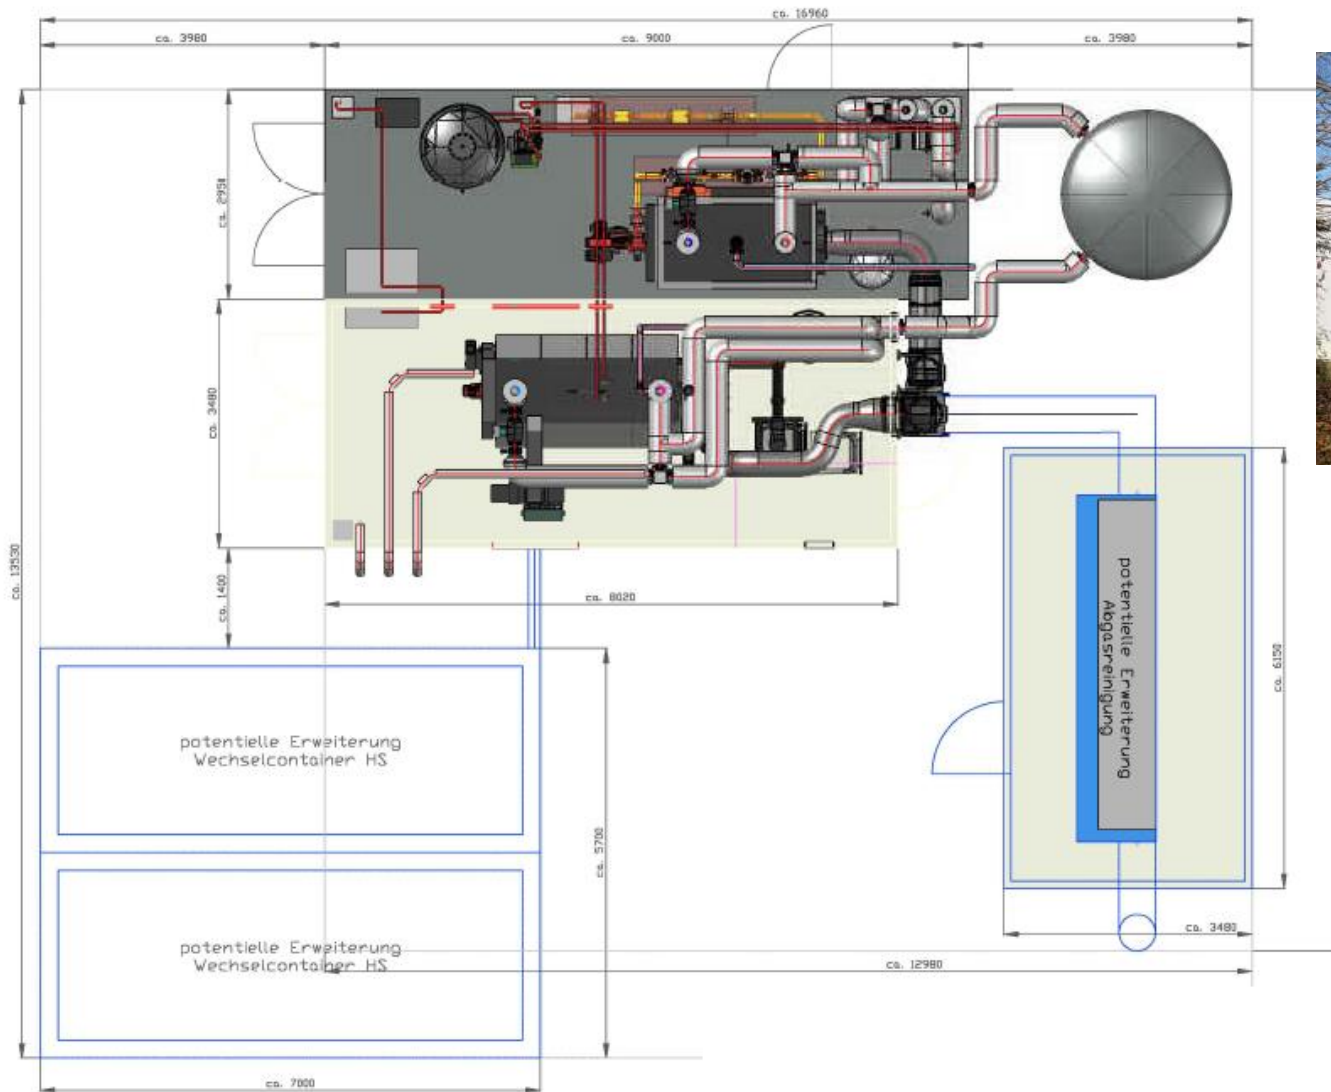 ca. 16960
ca. 3980
ca. 9000
ca. 3980
ca. 2950
ca. 3480
ca. 13530
ca. 1400
ca. 8020
potentielle Erweiterung
Abgasreinigung
ca. 6150
potentielle Erweiterung
Wechselcontainer HS
ca. 5700
potentielle Erweiterung
Wechselcontainer HS
ca. 3480
ca. 12980
ca. 7000